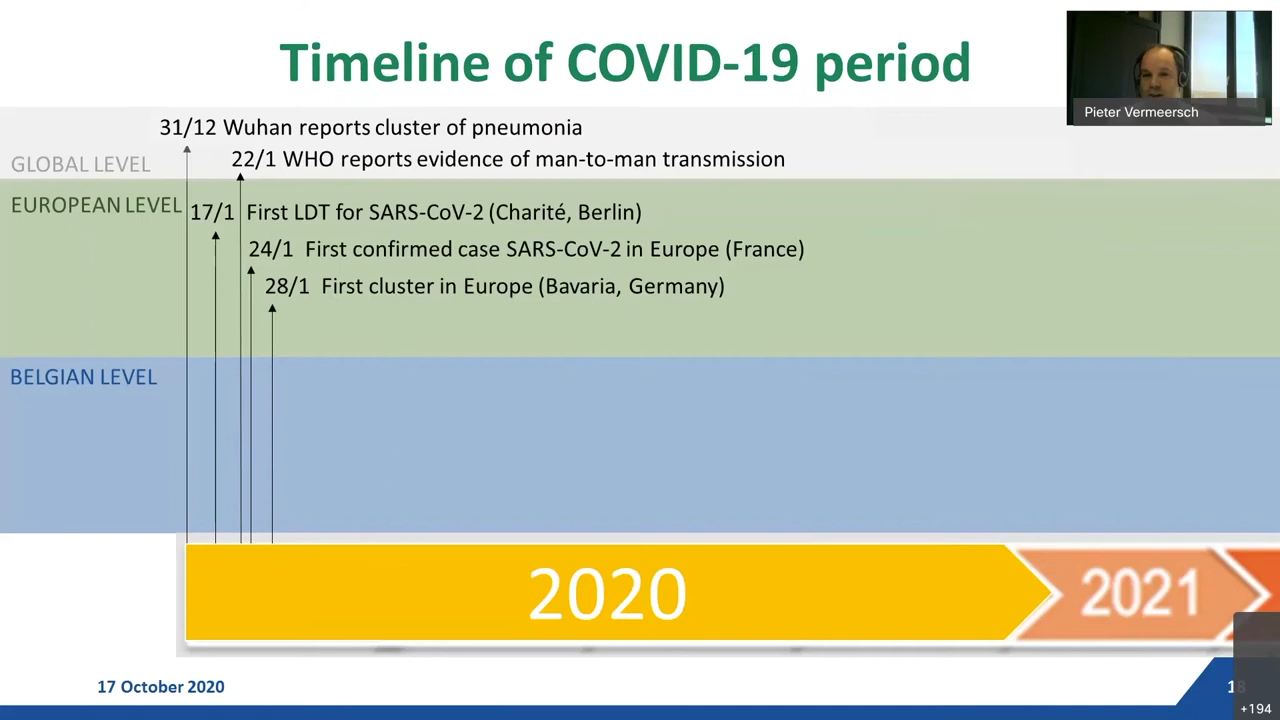 Timeline of COVID-19 period
Pieter Vermeersch
31/12 Wuhan reports cluster of pneumonia
GLOBAL LEVEL
22/1 WHO reports evidence of man-to-man transmission
EUROPEAN LEVEL
17/1 First LDT for SARS-CoV-2 (Charité, Berlin)
24/1 First confirmed case SARS-CoV-2 in Europe (France)
28/1 First cluster in Europe (Bavaria, Germany)
BELGIAN LEVEL
2020
2021
17 October 2020
18
+194